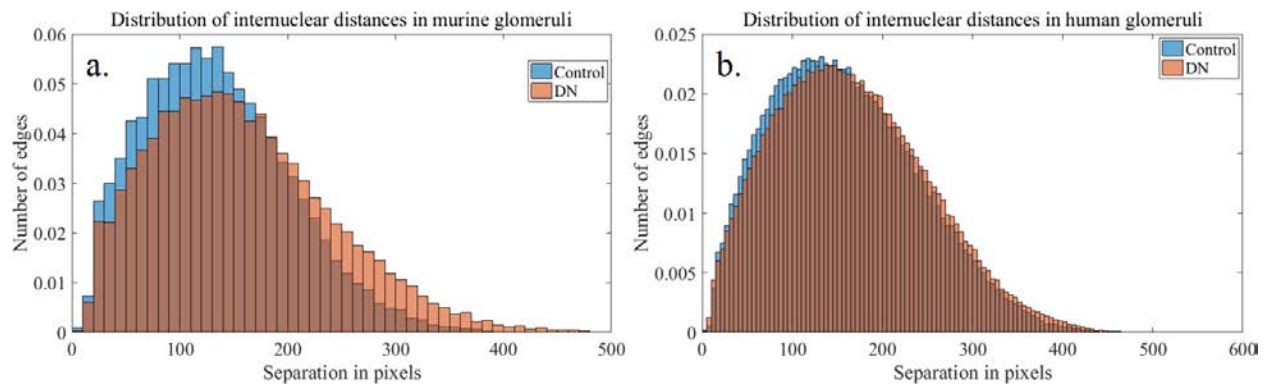 Distribution of internuclear distances in murine glomeruli
0.06
0.05
0.04
0.03
0.02
0.01
0
Number of edges
a.
Control
DN
0 100 200 300 400 500
Separation in pixels
Distribution of internuclear distances in human glomeruli
0.025
0.02
0.015
0.01
0.005
0
Number of edges
b.
Control
DN
0 100 200 300 400 500 600
Separation in pixels